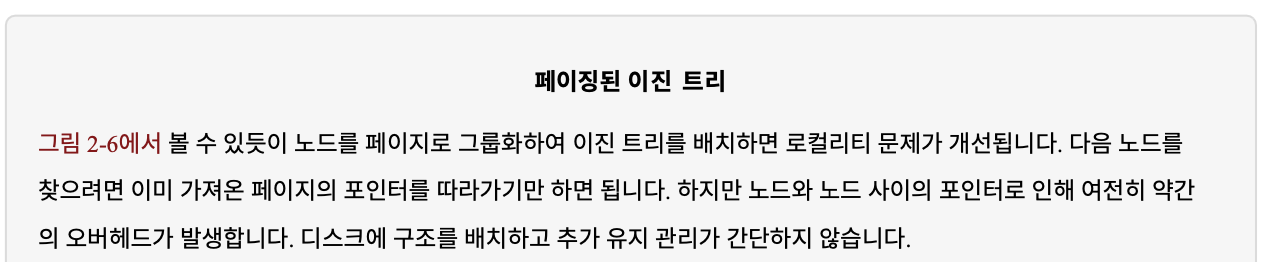 페이징된 이진 트리
그림 2-6에서 볼 수 있듯이 노드를 페이지로 그룹화하여 이진 트리를 배치하면 로컬리티 문제가 개선됩니다. 다음 노드를
찾으려면 이미 가져온 페이지의 포인터를 따라가기만 하면 됩니다. 하지만 노드와 노드 사이의 포인터로 인해 여전히 약간
의 오버헤드가 발생합니다. 디스크에 구조를 배치하고 추가 유지 관리가 간단하지 않습니다.